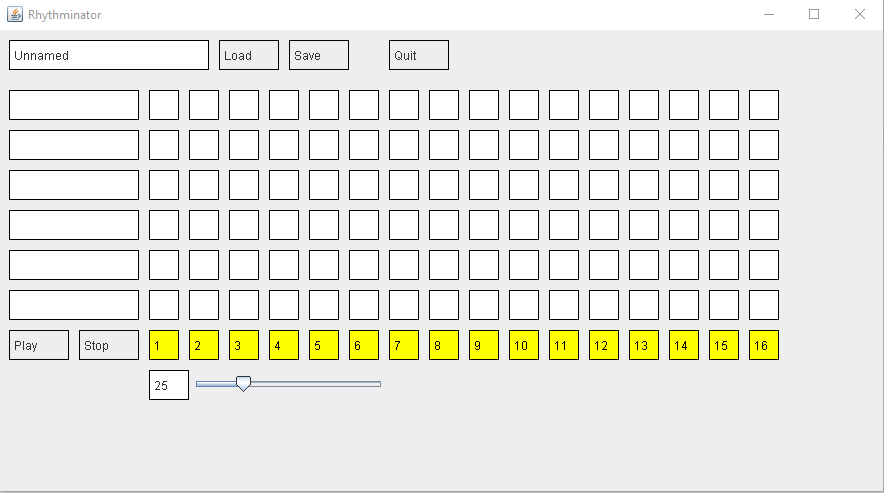 Rhythminator
Unnamed Load Save Quit
Play Stop 1 2 3 4 5 6 7 8 9 10 11 12 13 14 15 16
25